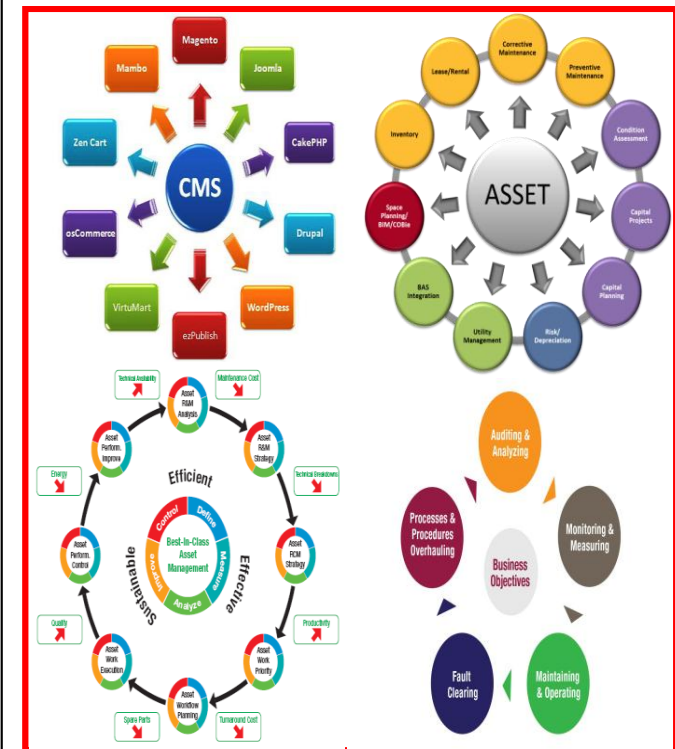 Magento
Mambo
Joomla
Zen Cart
CakePHP
CMS
osCommerce
Drupal
VirtuMart
WordPress
ezPublish
Corrective
Maintenance
Lease/Rental
Preventive
Maintenance
Inventory
Condition
Assessment
ASSET
Space
Planning/
BIM/COBie
Capital
Projects
BAS
Integration
Capital
Planning
Utility
Management
Risk/
Depreciation
Technical Availability
Maintenance Cost
Asset
R&M
Analysis
Asset
Perform.
Improve
Asset
R&M
Strategy
Energy
Technical Breakdowns
Efficient
Control
Define
Measure
Analyze
Improve
Best-In-Class
Asset
Management
Sustainable
Effective
Asset
Perform.
Control
Asset
RCM
Strategy
Quality
Productivity
Asset
Work
Execution
Asset
Work
Priority
Asset
Workflow
Planning
Spare Parts
Turnaround Cost
Auditing &
Analyzing
Processes &
Procedures
Overhauling
Monitoring &
Measuring
Business
Objectives
Fault
Clearing
Maintaining
& Operating